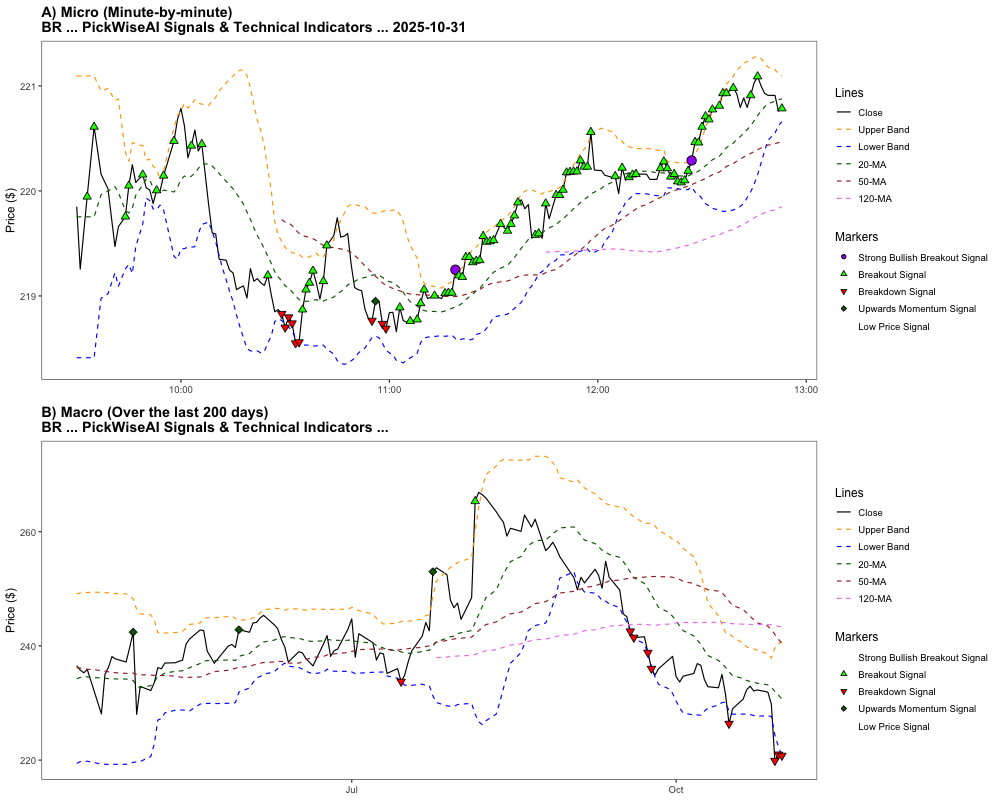 A) Micro (Minute-by-minute)
BR ... PickWiseAI Signals & Technical Indicators ... 2025-10-31
Price ($)
221
220
219
10:00
11:00
12:00
13:00
Lines
Close
Upper Band
Lower Band
20-MA
50-MA
120-MA
Markers
Strong Bullish Breakout Signal
Breakout Signal
Breakdown Signal
Upwards Momentum Signal
Low Price Signal
B) Macro (Over the last 200 days)
BR ... PickWiseAI Signals & Technical Indicators ...
Price ($)
260
240
220
Jul
Oct
Lines
Close
Upper Band
Lower Band
20-MA
50-MA
120-MA
Markers
Strong Bullish Breakout Signal
Breakout Signal
Breakdown Signal
Upwards Momentum Signal
Low Price Signal